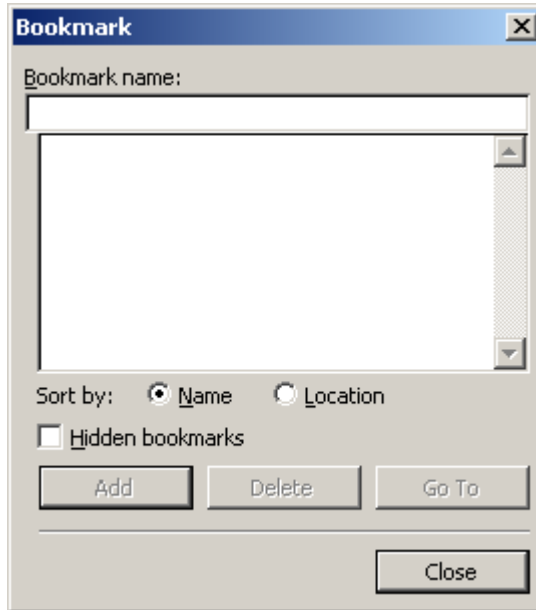 Bookmark
Bookmark name:
Sort by: Name Location
Hidden bookmarks
Add Delete Go To
Close